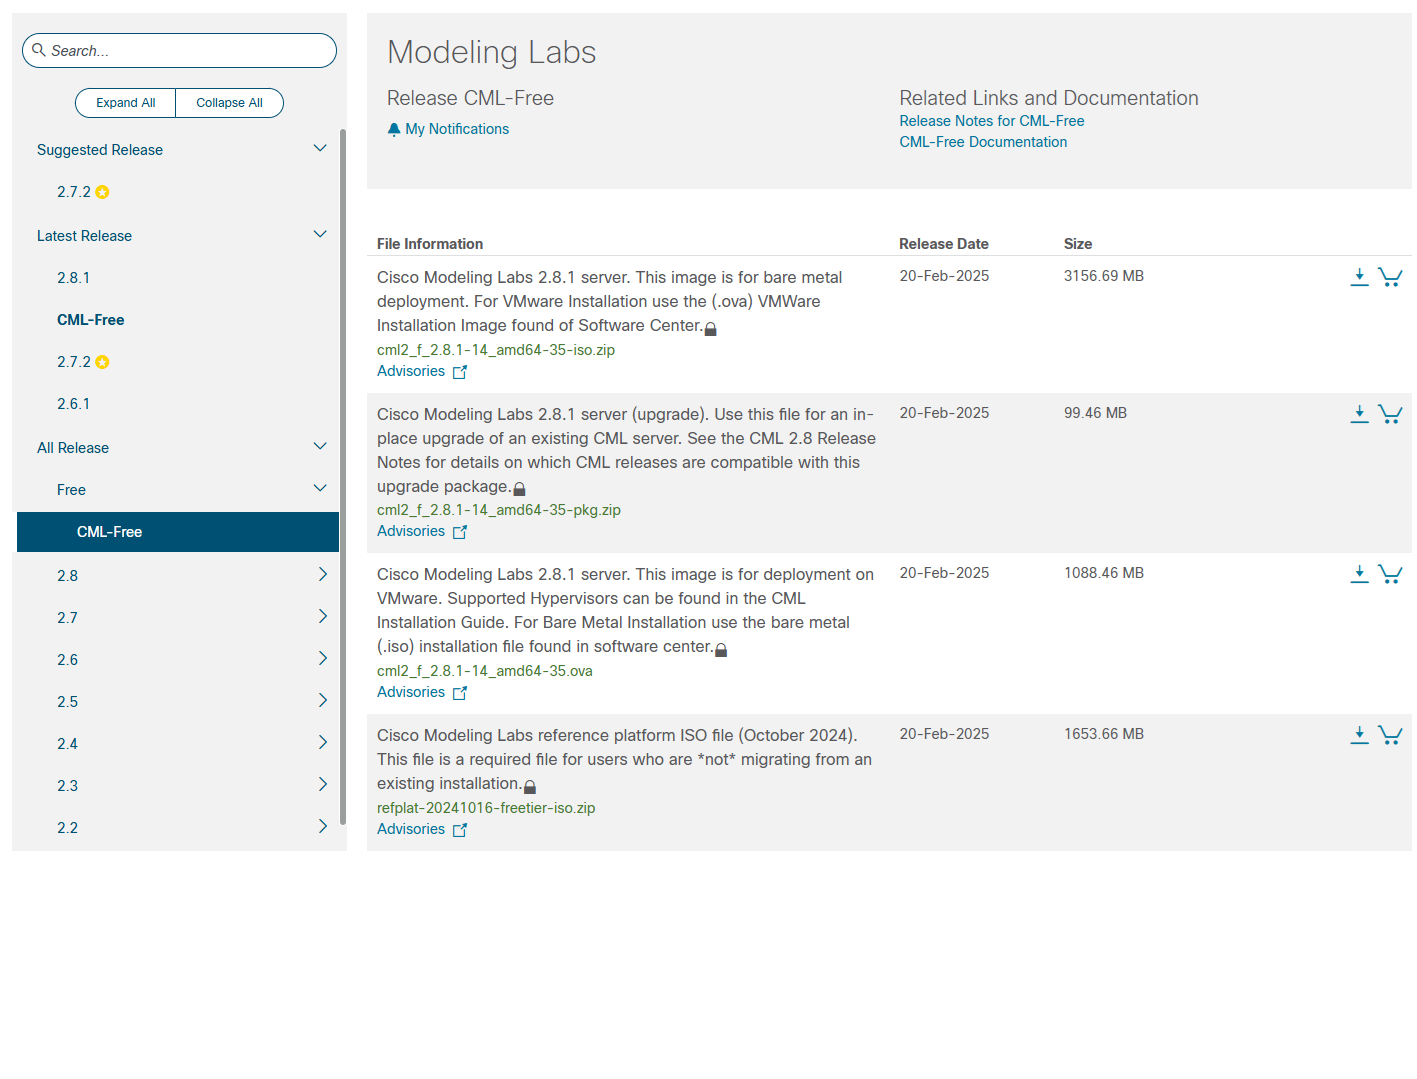 Search...
Expand All
Collapse All
Suggested Release
2.7.2
Latest Release
2.8.1
CML-Free
2.7.2
2.6.1
All Release
Free
CML-Free
2.8
2.7
2.6
2.5
2.4
2.3
2.2
Modeling Labs
Release CML-Free
My Notifications
Related Links and Documentation
Release Notes for CML-Free
CML-Free Documentation
File Information
Release Date
Size
Cisco Modeling Labs 2.8.1 server. This image is for bare metal
deployment. For VMware Installation use the (.ova) VMWare
Installation Image found of Software Center.
cml2_f_2.8.1-14_amd64-35-iso.zip
Advisories
20-Feb-2025
3156.69 MB
Cisco Modeling Labs 2.8.1 server (upgrade). Use this file for an in-
place upgrade of an existing CML server. See the CML 2.8 Release
Notes for details on which CML releases are compatible with this
upgrade package.
cml2_f_2.8.1-14_amd64-35-pkg.zip
Advisories
20-Feb-2025
99.46 MB
Cisco Modeling Labs 2.8.1 server. This image is for deployment on
VMware. Supported Hypervisors can be found in the CML
Installation Guide. For Bare Metal Installation use the bare metal
(.iso) installation file found in software center.
cml2_f_2.8.1-14_amd64-35.ova
Advisories
20-Feb-2025
1088.46 MB
Cisco Modeling Labs reference platform ISO file (October 2024).
This file is a required file for users who are *not* migrating from an
existing installation.
refplat-20241016-freetier-iso.zip
Advisories
20-Feb-2025
1653.66 MB